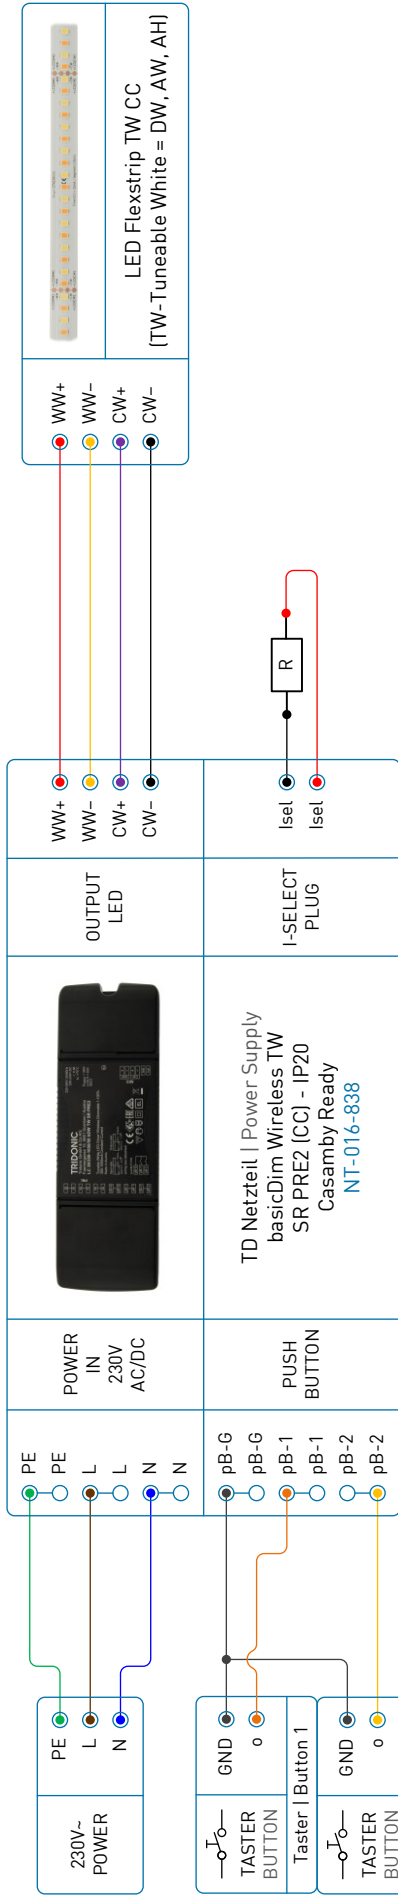 230V~
POWER
PE
L
N
TASTER
BUTTON
GND
o
Taster | Button 1
TASTER
BUTTON
GND
o
PE
PE
L
L
N
N
POWER
IN
230V
AC/DC
pB-G
pB-G
pB-1
pB-1
pB-2
pB-2
PUSH
BUTTON
TRIDONIC
TD Netzteil | Power Supply
basicDim Wireless TW
SR PRE2 (CC) - IP20
Casamby Ready
NT-016-838
OUTPUT
LED
WW+
WW-
CW+
CW-
I-SELECT
PLUG
Isel
Isel
R
WW+
WW-
CW+
CW-
LED Flexstrip TW CC
(TW-Tuneable White = DW, AW, AH)